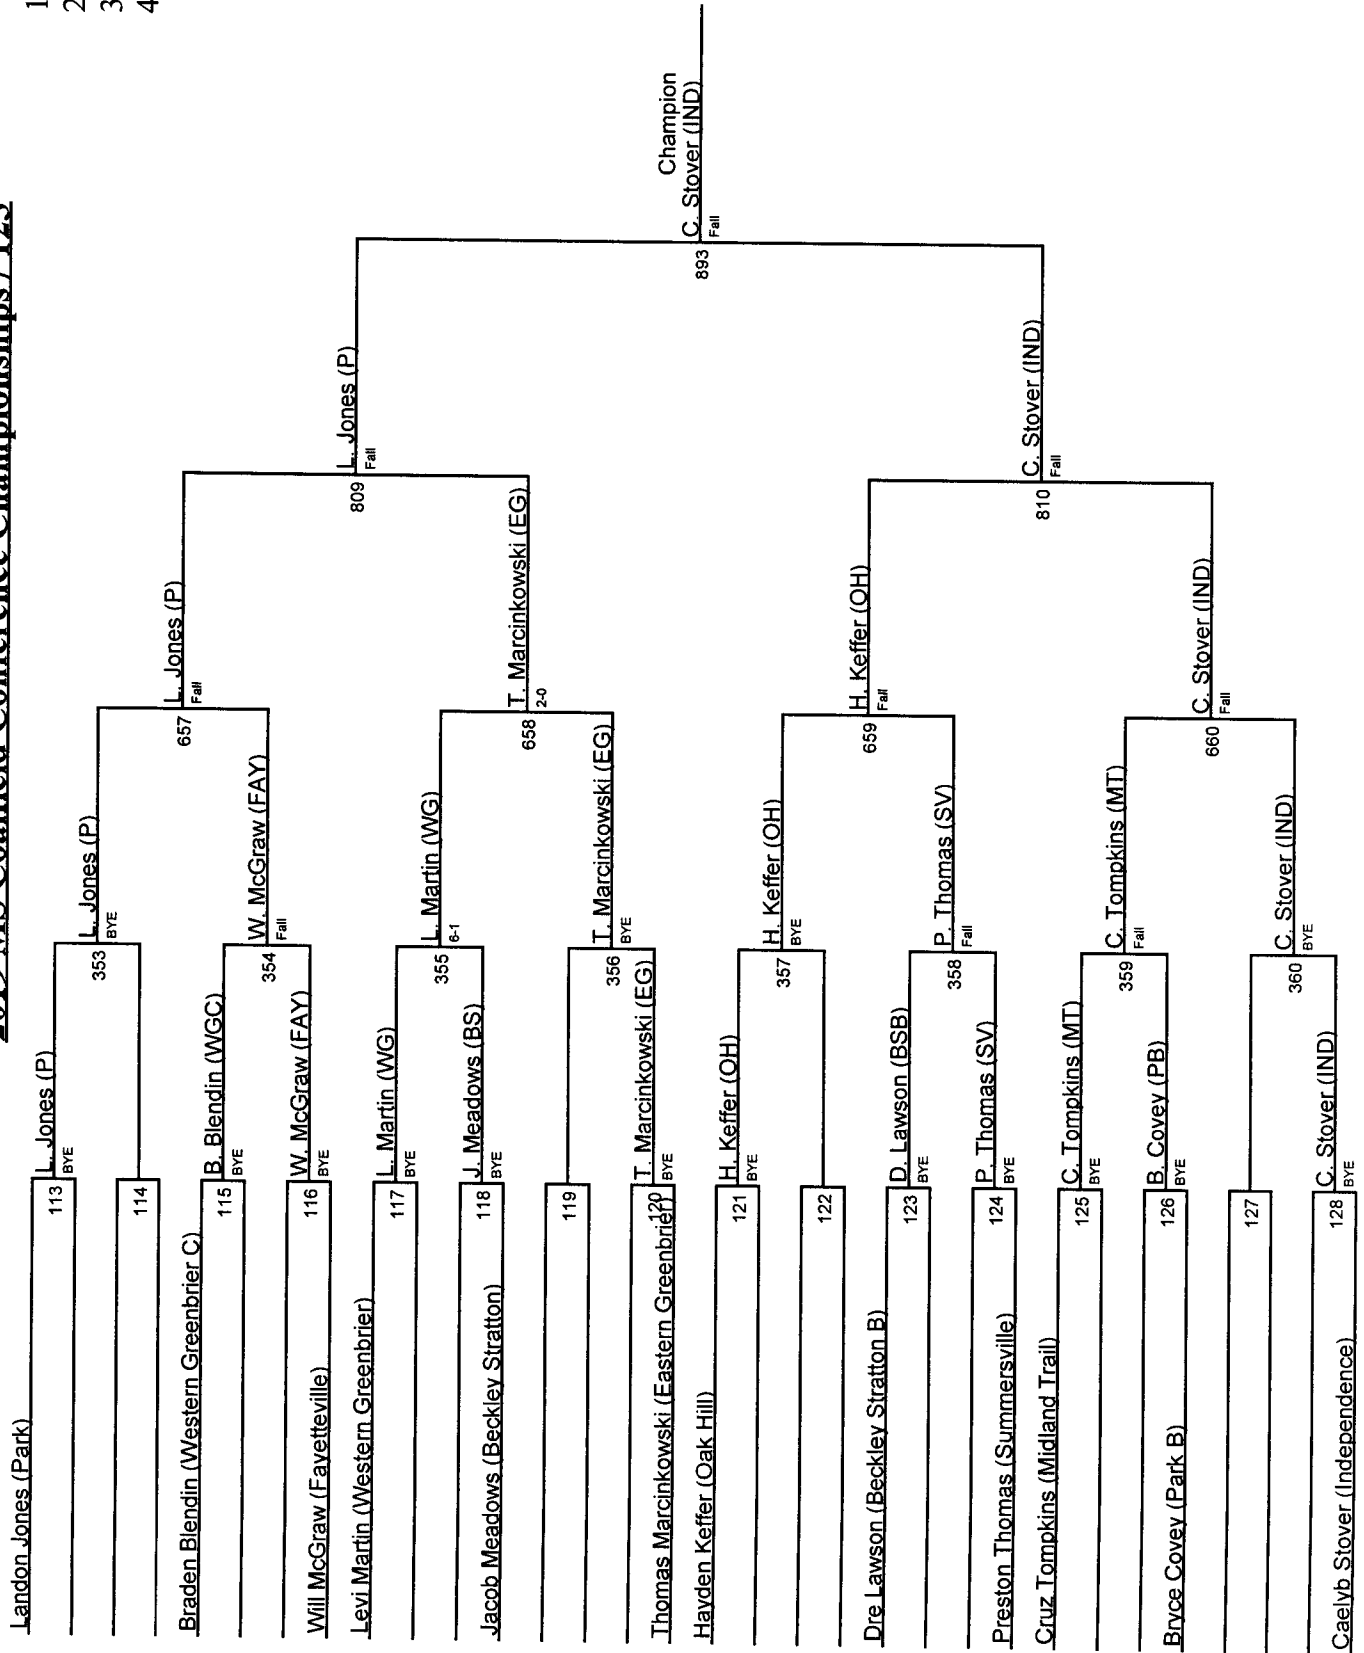 2019 MS Coalfield Conference Championships /
1
2
3
4
Landon Jones (Park)
113
L. Jones (P)
BYE
114
353
L. Jones (P)
BYE
Braden Blendin (Western Greenbrier C)
115
B. Blendin (WGC)
BYE
Will McGraw (Fayetteville)
116
W. McGraw (FAY)
BYE
354
W. McGraw (FAY)
Fall
657
L. Jones (P)
Fall
Levi Martin (Western Greenbrier)
117
L. Martin (WG)
BYE
Jacob Meadows (Beckley Stratton)
118
J. Meadows (BS)
BYE
355
L. Martin (WG)
6-1
119
Thomas Marcinkowski (Eastern Greenbrier)
120
T. Marcinkowski (EG)
BYE
356
T. Marcinkowski (EG)
BYE
658
T. Marcinkowski (EG)
2-0
809
L. Jones (P)
Fall
Hayden Keffer (Oak Hill)
121
H. Keffer (OH)
BYE
122
357
H. Keffer (OH)
BYE
Dre Lawson (Beckley Stratton B)
123
D. Lawson (BSB)
BYE
Preston Thomas (Summersville)
124
P. Thomas (SV)
BYE
358
P. Thomas (SV)
Fall
659
H. Keffer (OH)
Fall
Cruz Tompkins (Midland Trail)
125
C. Tompkins (MT)
BYE
Bryce Covey (Park B)
126
B. Covey (PB)
BYE
359
C. Tompkins (MT)
Fall
127
Caelyb Stover (Independence)
128
C. Stover (IND)
BYE
360
C. Stover (IND)
BYE
660
C. Stover (IND)
Fall
810
C. Stover (IND)
Fall
893
Champion
C. Stover (IND)
Fall